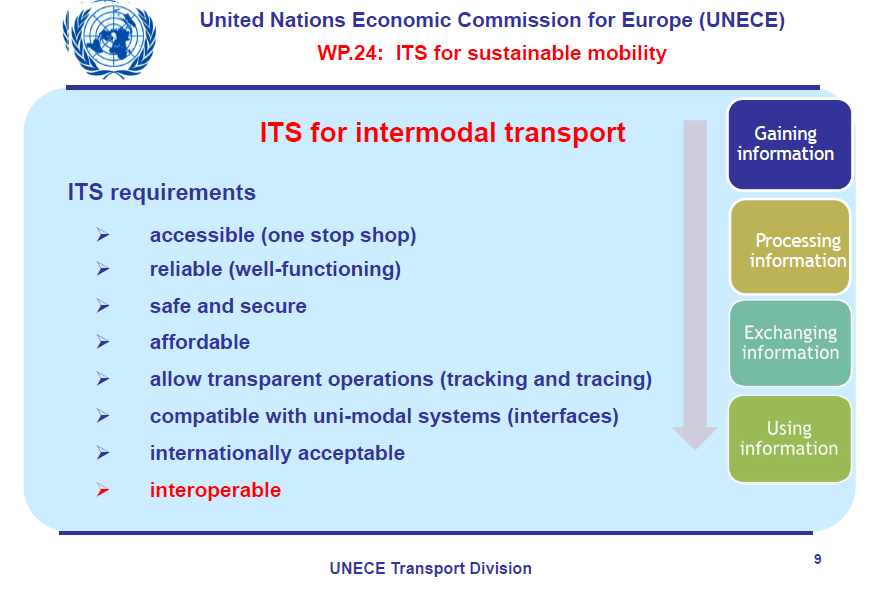 United Nations Economic Commission for Europe (UNECE)
WP.24: ITS for sustainable mobility
ITS for intermodal transport
ITS requirements
accessible (one stop shop)
reliable (well-functioning)
safe and secure
affordable
allow transparent operations (tracking and tracing)
compatible with uni-modal systems (interfaces)
internationally acceptable
interoperable
Gaining
information
Processing
information
Exchanging
information
Using
information
UNECE Transport Division
9